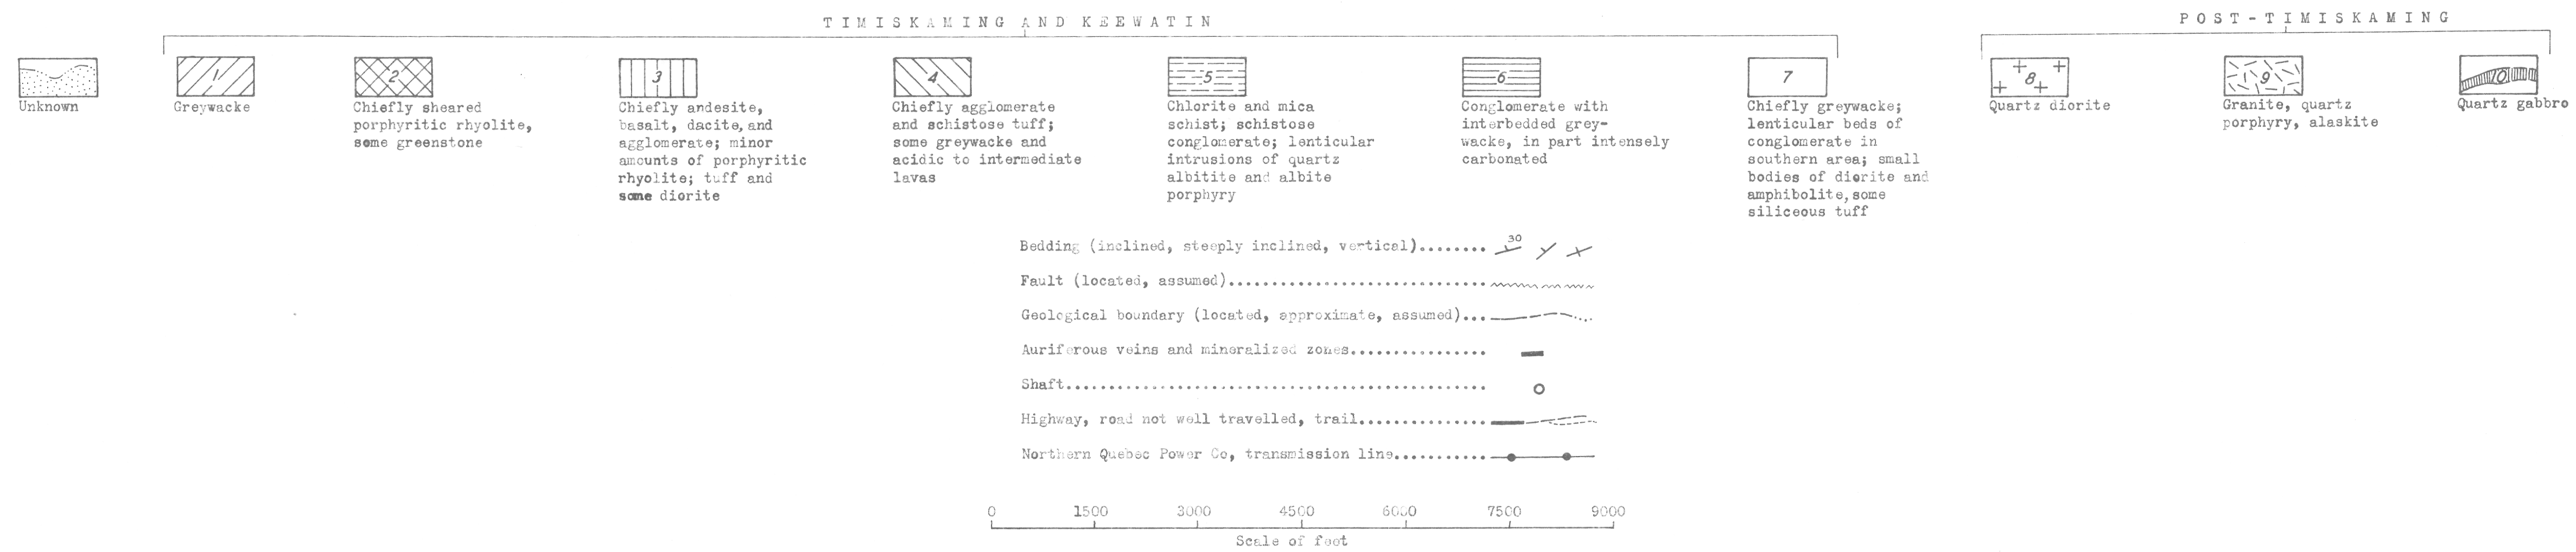 TIMISKAMING AND KEEWATIN
POST-TIMISKAMING
Unknown
1
Greywacke
2
Chiefly sheared
porphyritic rhyolite,
some greenstone
3
Chiefly andesite,
basalt, dacite, and
agglomerate; minor
amounts of porphyritic
rhyolite; tuff and
some diorite
4
Chiefly agglomerate
and schistose tuff;
some greywacke and
acidic to intermediate
lavas
5
Chlorite and mica
schist; schistose
conglomerate; lenticular
intrusions of quartz
albitite and albite
porphyry
6
Conglomerate with
interbedded grey-
wacke, in part intensely
carbonated
7
Chiefly greywacke;
lenticular beds of
conglomerate in
southern area; small
bodies of diorite and
amphibolite, some
siliceous tuff
8
Quartz diorite
9
Granite, quartz
porphyry, alaskite
10
Quartz gabbro
Bedding (inclined, steeply inclined, vertical)........ 30
Fault (located, assumed)...............................
Geological boundary (located, approximate, assumed)...
Auriferous veins and mineralized zones................
Shaft..................................................
Highway, road not well travelled, trail...............
Northern Quebec Power Co, transmission line...........
0 1500 3000 4500 6000 7500 9000
Scale of feet